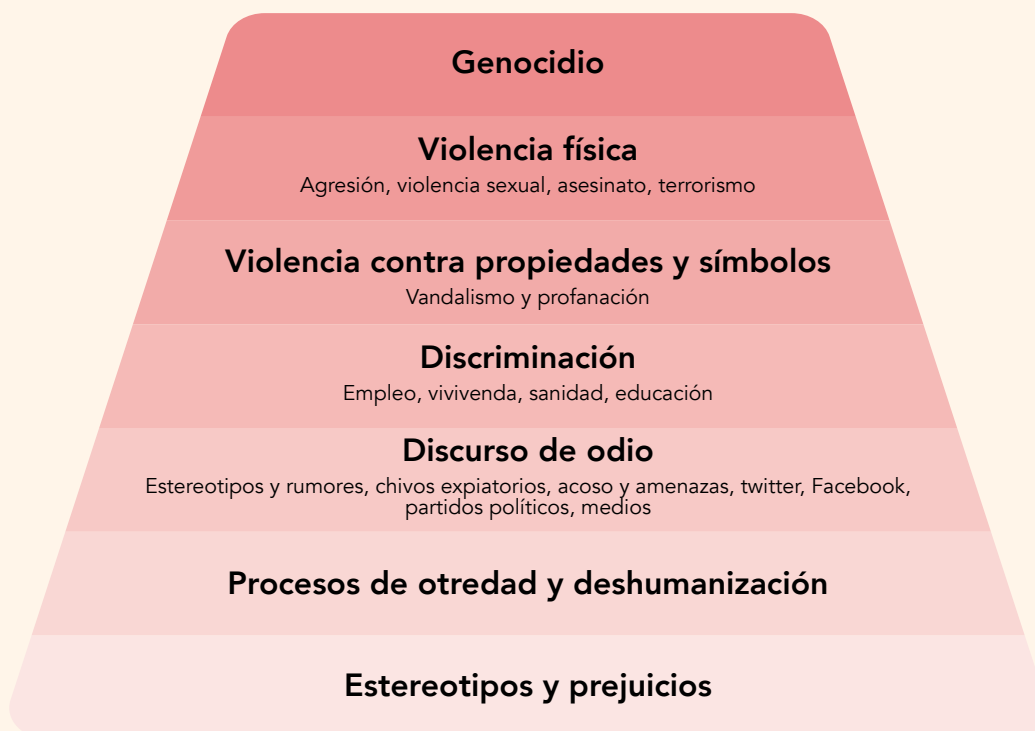 Genocidio
Violencia física
Agresión, violencia sexual, asesinato, terrorismo
Violencia contra propiedades y símbolos
Vandalismo y profanación
Discriminación
Empleo, vivivenda, sanidad, educación
Discurso de odio
Estereotipos y rumores, chivos expiatorios, acoso y amenazas, twitter, Facebook,
partidos políticos, medios
Procesos de otredad y deshumanización
Estereotipos y prejuicios